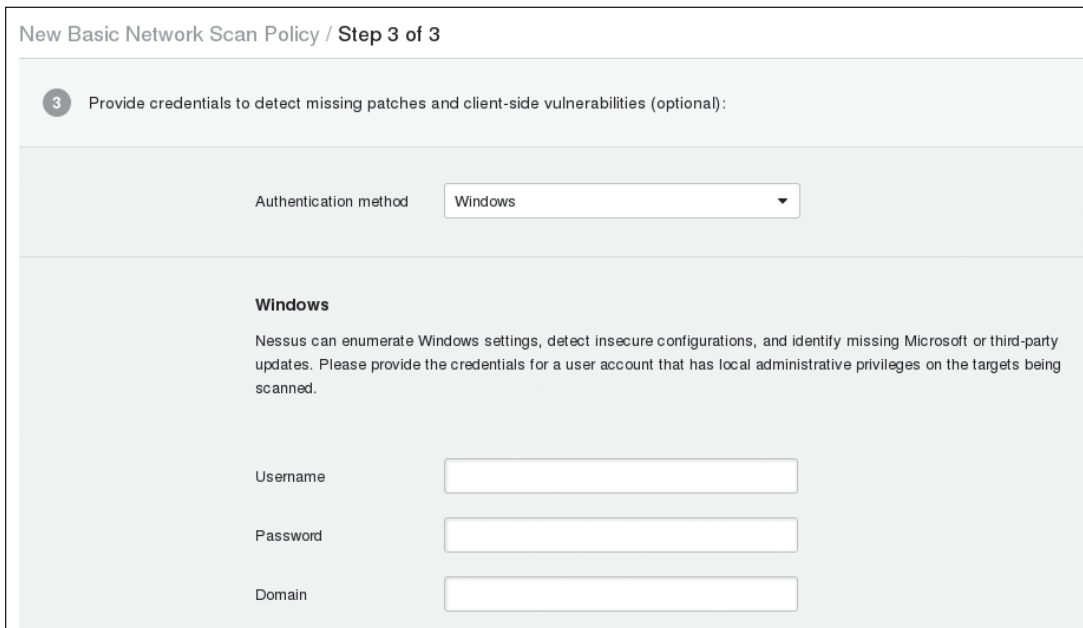 New Basic Network Scan Policy / Step 3 of 3
3 Provide credentials to detect missing patches and client-side vulnerabilities (optional):
Authentication method Windows
Windows
Nessus can enumerate Windows settings, detect insecure configurations, and identify missing Microsoft or third-party
updates. Please provide the credentials for a user account that has local administrative privileges on the targets being
scanned.
Username
Password
Domain